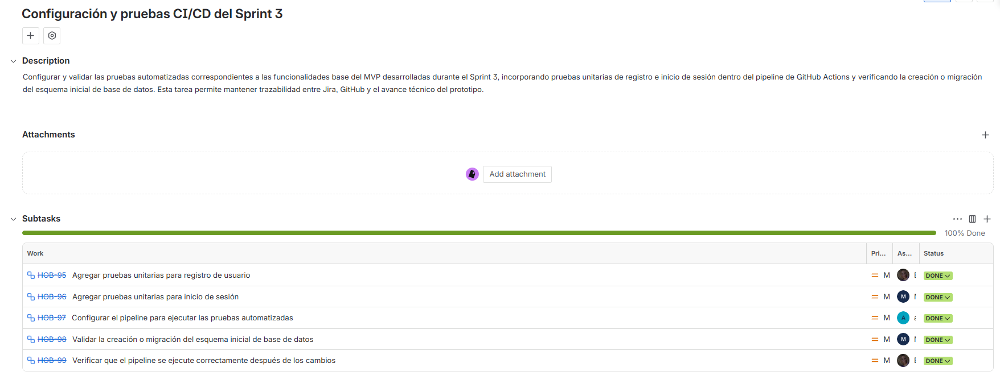 Configuración y pruebas CI/CD del Sprint 3
Description
Configurar y validar las pruebas automatizadas correspondientes a las funcionalidades base del MVP desarrolladas durante el Sprint 3, incorporando pruebas unitarias de registro e inicio de sesión dentro del pipeline de GitHub Actions y verificando la creación o migración
del esquema inicial de base de datos. Esta tarea permite mantener trazabilidad entre Jira, GitHub y el avance técnico del prototipo.
Attachments
Add attachment
Subtasks
100% Done
Work Pri... As... Status
HOB-95 Agregar pruebas unitarias para registro de usuario M DONE
HOB-96 Agregar pruebas unitarias para inicio de sesión M M DONE
HOB-97 Configurar el pipeline para ejecutar las pruebas automatizadas M A DONE
HOB-98 Validar la creación o migración del esquema inicial de base de datos M M DONE
HOB-99 Verificar que el pipeline se ejecute correctamente después de los cambios M DONE